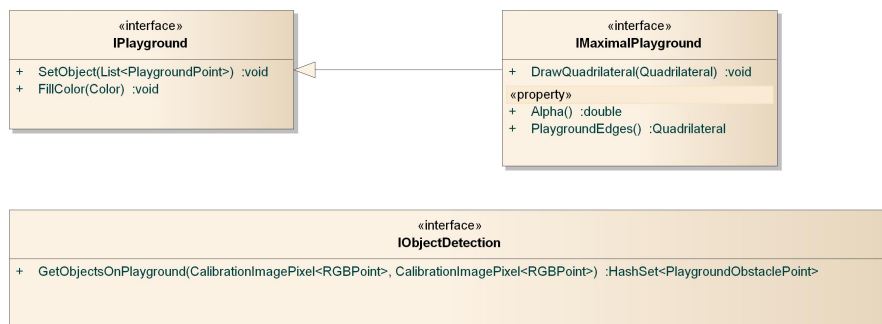 «interface»
IPlayground
+ SetObject(List<PlaygroundPoint>) :void
+ FillColor(Color) :void
«interface»
IMaximalPlayground
+ DrawQuadrilateral(Quadrilateral) :void
«property»
+ Alpha() :double
+ PlaygroundEdges() :Quadrilateral
«interface»
IObjectDetection
+ GetObjectsOnPlayground(CalibrationImagePixel<RGBPoint>, CalibrationImagePixel<RGBPoint>) :HashSet<PlaygroundObstaclePoint>